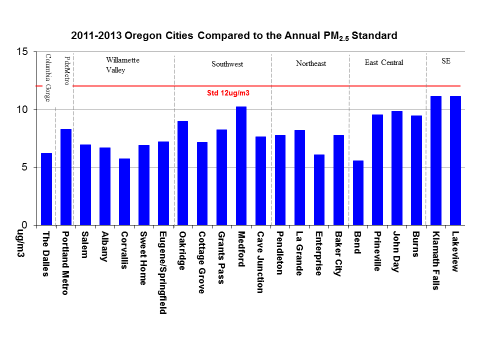 2011-2013 Oregon Cities Compared to the Annual PM2.5 Standard
15
10
5
0
ug/m3
Columbia Gorge
PdxMetro
Willamette
Valley
Southwest
Northeast
East Central
SE
Std 12ug/m3
The Dalles
Portland Metro
Salem
Albany
Corvallis
Sweet Home
Eugene/Springfield
Oakridge
Cottage Grove
Grants Pass
Medford
Cave Junction
Pendleton
La Grande
Enterprise
Baker City
Bend
Prineville
John Day
Burns
Klamath Falls
Lakeview